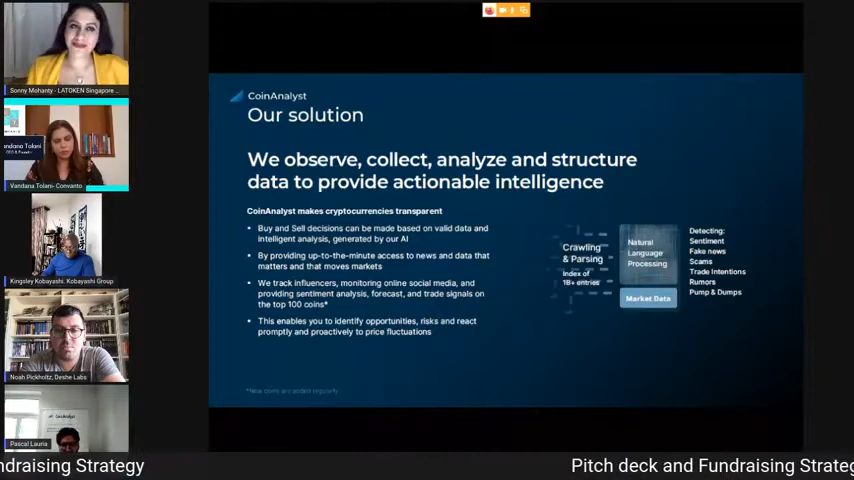 Sonny Mohanty - LATOKEN Singapore ..
Vandana Tolani
Vandana Tolani- Convanto
Kingsley Kobayashi. Kobayashi Group
Noah Pickholtz, Deshe Labs
CoinAnalyst
Pascal Lauria
CoinAnalyst
Our solution
We observe, collect, analyze and structure
data to provide actionable intelligence
CoinAnalyst makes cryptocurrencies transparent
▪ Buy and Sell decisions can be made based on valid data and
intelligent analysis, generated by our AI
▪ By providing up-to-the-minute access to news and data that
matters and that moves markets
▪ We track influencers, monitoring online social media, and
providing sentiment analysis, forecast, and trade signals on
the top 100 coins*
▪ This enables you to identify opportunities, risks and react
promptly and proactively to price fluctuations
*New coins are added regularly
Crawling
& Parsing
Index of
1B+ entries
Natural
Language
Processing
Market Data
Detecting:
Sentiment
Fake news
Scams
Trade Intentions
Rumors
Pump & Dumps
ndraising Strategy
Pitch deck and Fundraising Strateg